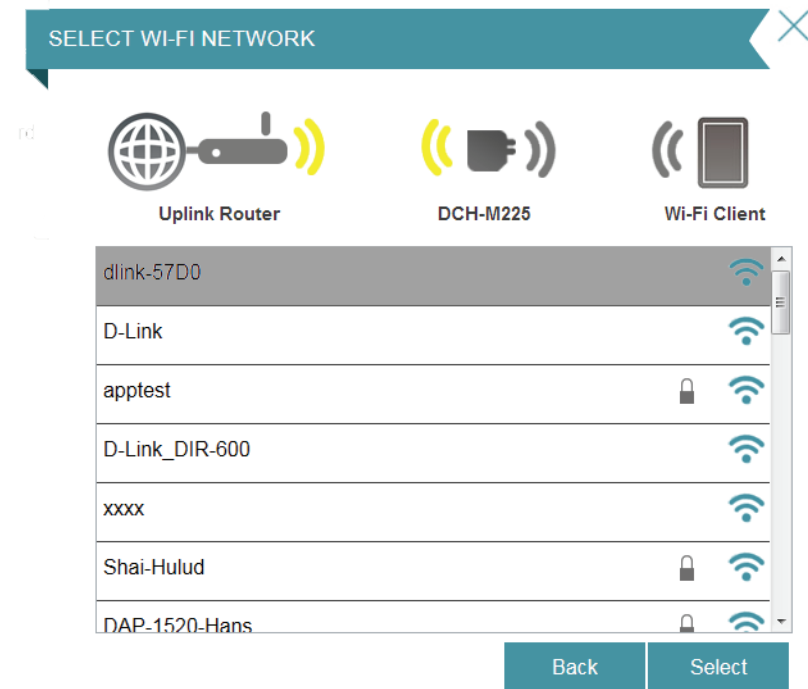 SELECT WI-FI NETWORK
Uplink Router DCH-M225 Wi-Fi Client
dlink-57D0
D-Link
apptest
D-Link_DIR-600
xxxx
Shai-Hulud
DAP-1520-Hans
Back Select